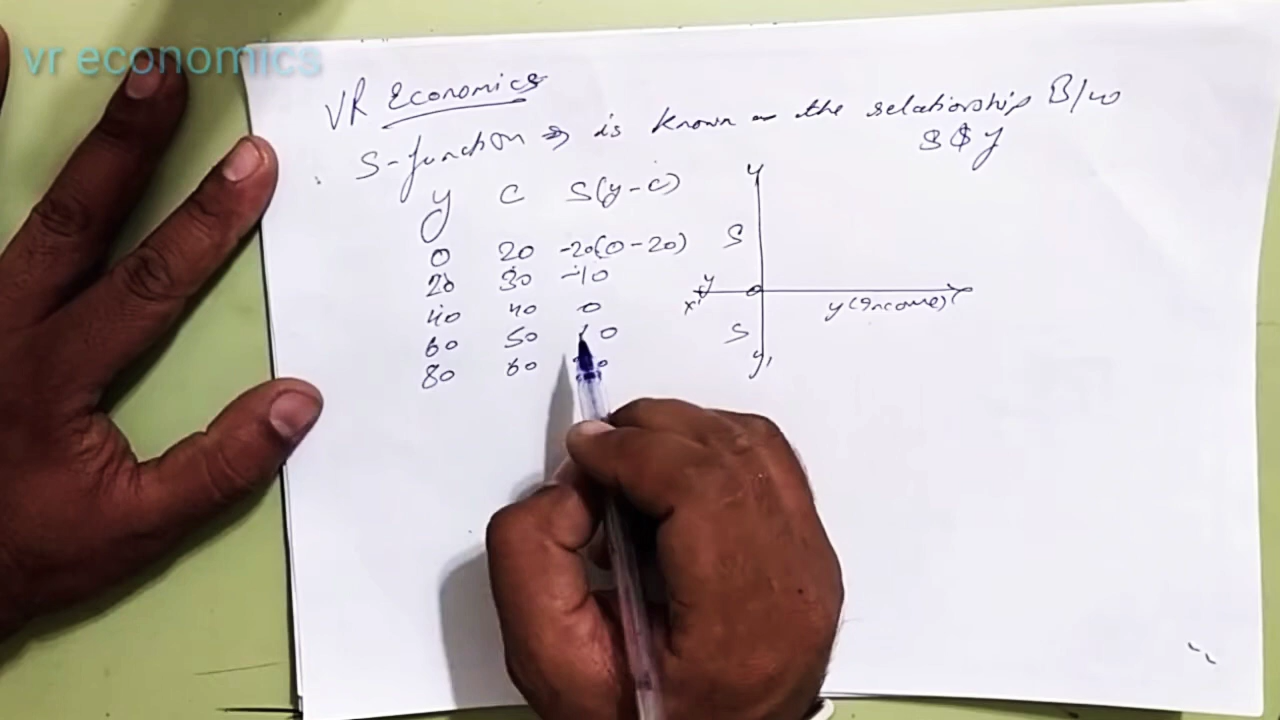 vr economics
VR Economics
S-function → is known as the relationship B/w
S & y
y C S(y-c)
0 20 -20(0-20)
20 30 -10
40 40 0
60 50 10
80 60
y
S
x' y 0 y(Income)
S
y'